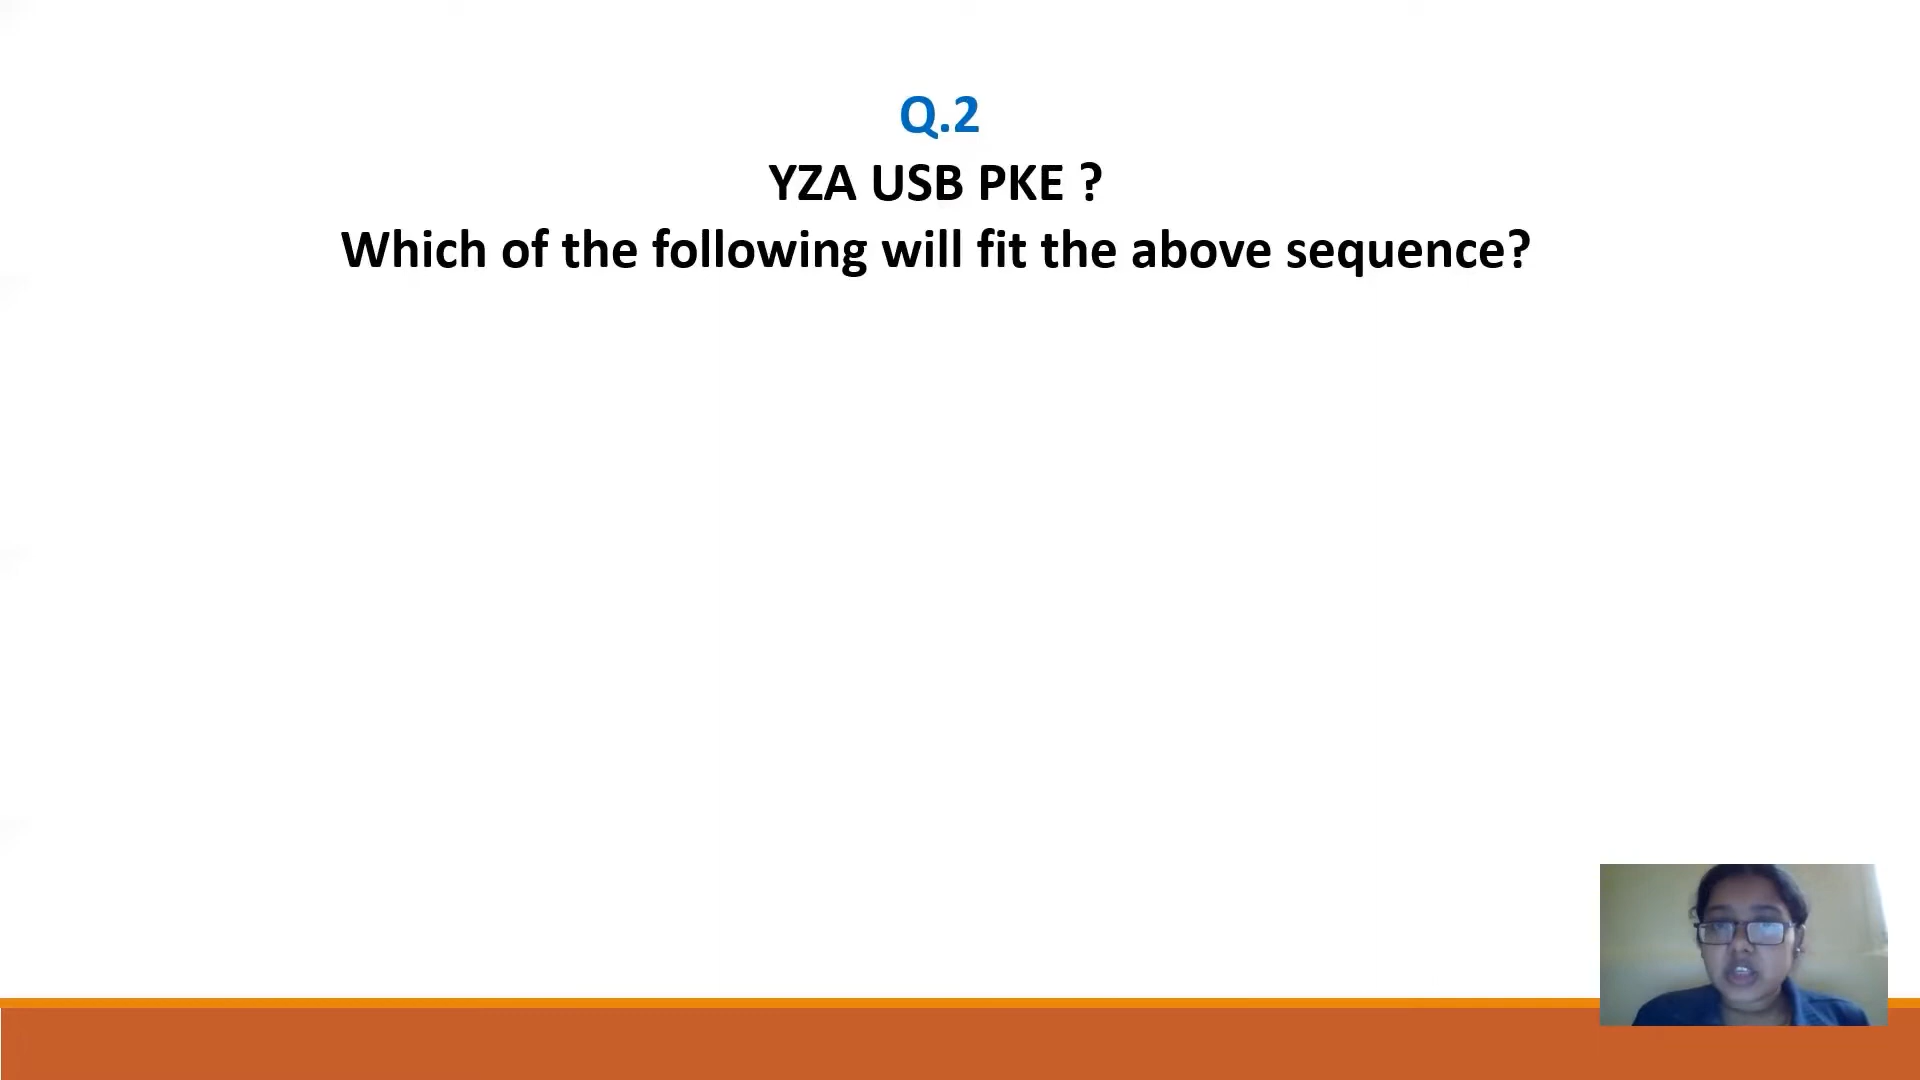 Q.2
YZA USB PKE ?
Which of the following will fit the above sequence?